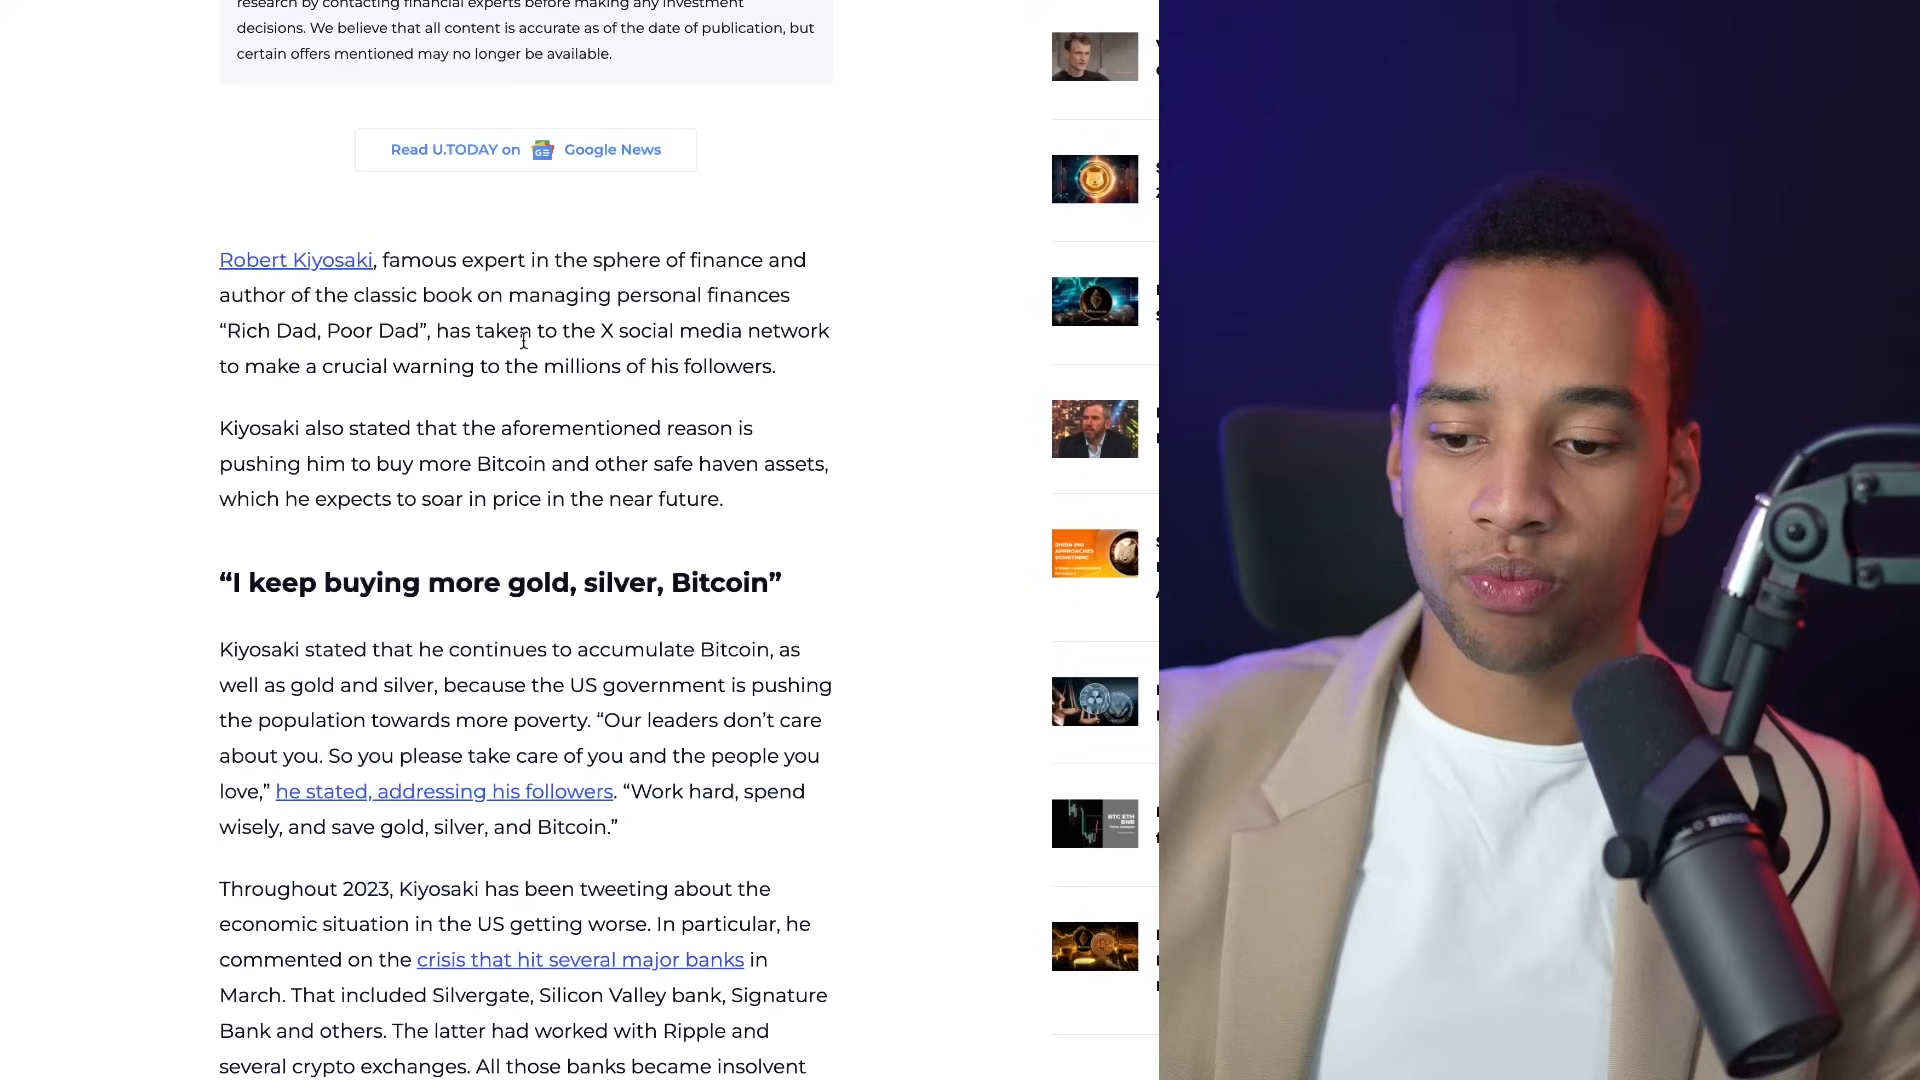 research by contacting financial experts before making any investment
decisions. We believe that all content is accurate as of the date of publication, but
certain offers mentioned may no longer be available.
Read U.TODAY on Google News
Robert Kiyosaki, famous expert in the sphere of finance and
author of the classic book on managing personal finances
“Rich Dad, Poor Dad”, has taken to the X social media network
to make a crucial warning to the millions of his followers.
Kiyosaki also stated that the aforementioned reason is
pushing him to buy more Bitcoin and other safe haven assets,
which he expects to soar in price in the near future.
“I keep buying more gold, silver, Bitcoin”
Kiyosaki stated that he continues to accumulate Bitcoin, as
well as gold and silver, because the US government is pushing
the population towards more poverty. “Our leaders don’t care
about you. So you please take care of you and the people you
love,” he stated, addressing his followers. “Work hard, spend
wisely, and save gold, silver, and Bitcoin.”
Throughout 2023, Kiyosaki has been tweeting about the
economic situation in the US getting worse. In particular, he
commented on the crisis that hit several major banks in
March. That included Silvergate, Silicon Valley bank, Signature
Bank and others. The latter had worked with Ripple and
several crypto exchanges. All those banks became insolvent
SHIBA INU
APPROACHES
SOMETHING
BTC ETH
BNB